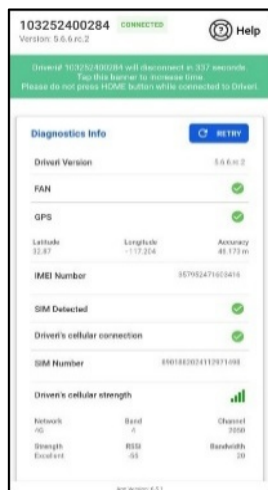 103252400284 CONNECTED
Version: 5.6.6.rc.2
Help
Driveri# 103252400284 will disconnect in 337 seconds.
Tap this banner to increase time.
Please do not press HOME button while connected to Driveri.
Diagnostics Info
RETRY
Driveri Version 5.6.6.rc.2
FAN
GPS
Latitude Longitude Accuracy
32.87 -117.204 48.173 m
IMEI Number
SIM Detected
Driveri's cellular connection
SIM Number
Driveri's cellular strength
Network Band Channel
4G 4 2050
Strength RSSI Bandwidth
Excellent -55 20